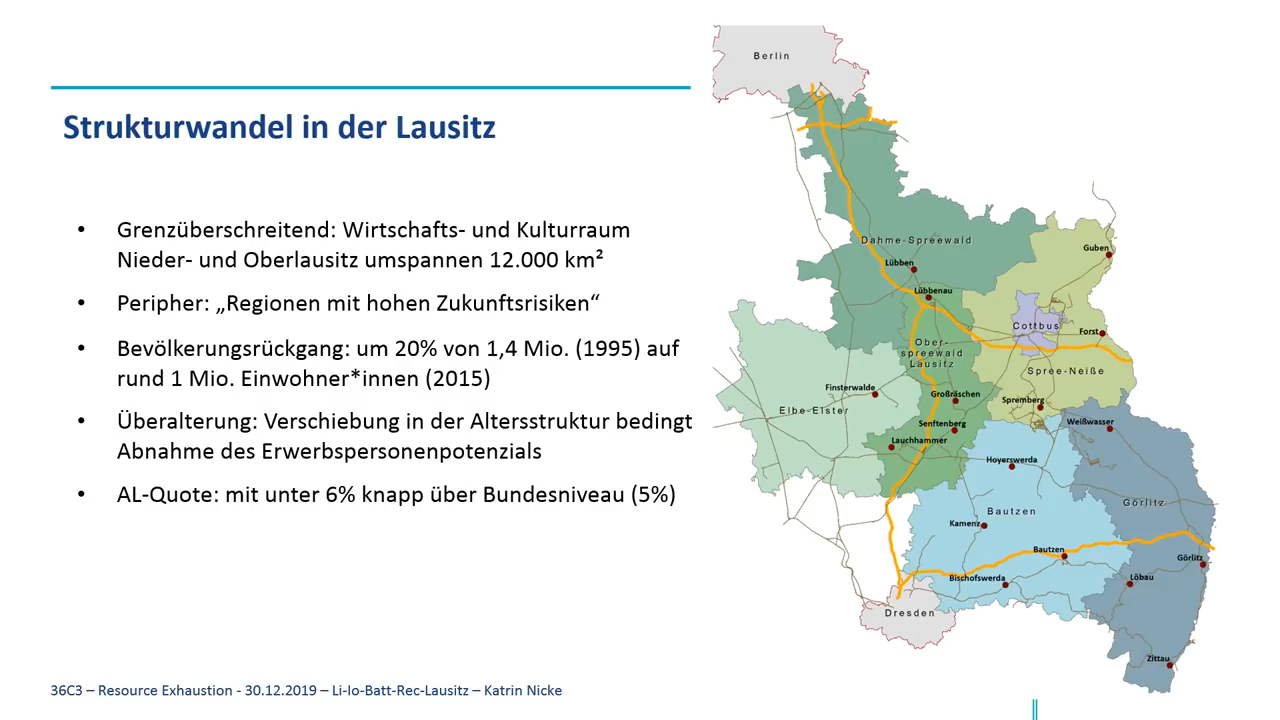 Strukturwandel in der Lausitz
• Grenzüberschreitend: Wirtschafts- und Kulturraum
Nieder- und Oberlausitz umspannen 12.000 km²
• Peripher: „Regionen mit hohen Zukunftsrisiken“
• Bevölkerungsrückgang: um 20% von 1,4 Mio. (1995) auf
rund 1 Mio. Einwohner*innen (2015)
• Überalterung: Verschiebung in der Altersstruktur bedingt
Abnahme des Erwerbspersonenpotenzials
• AL-Quote: mit unter 6% knapp über Bundesniveau (5%)
Berlin
Dahme-Spreewald
Guben
Lübben
Lübbenau
Cottbus
Forst
Ober-
spreewald
Lausitz
Spree-Neiße
Finsterwalde
Großräschen
Elbe-Elster
Spremberg
Senftenberg
Weißwasser
Lauchhammer
Hoyerswerda
Görlitz
Bautzen
Kamenz
Bautzen
Görlitz
Bischofswerda
Löbau
Dresden
Zittau
36C3 – Resource Exhaustion - 30.12.2019 – Li-Io-Batt-Rec-Lausitz – Katrin Nicke